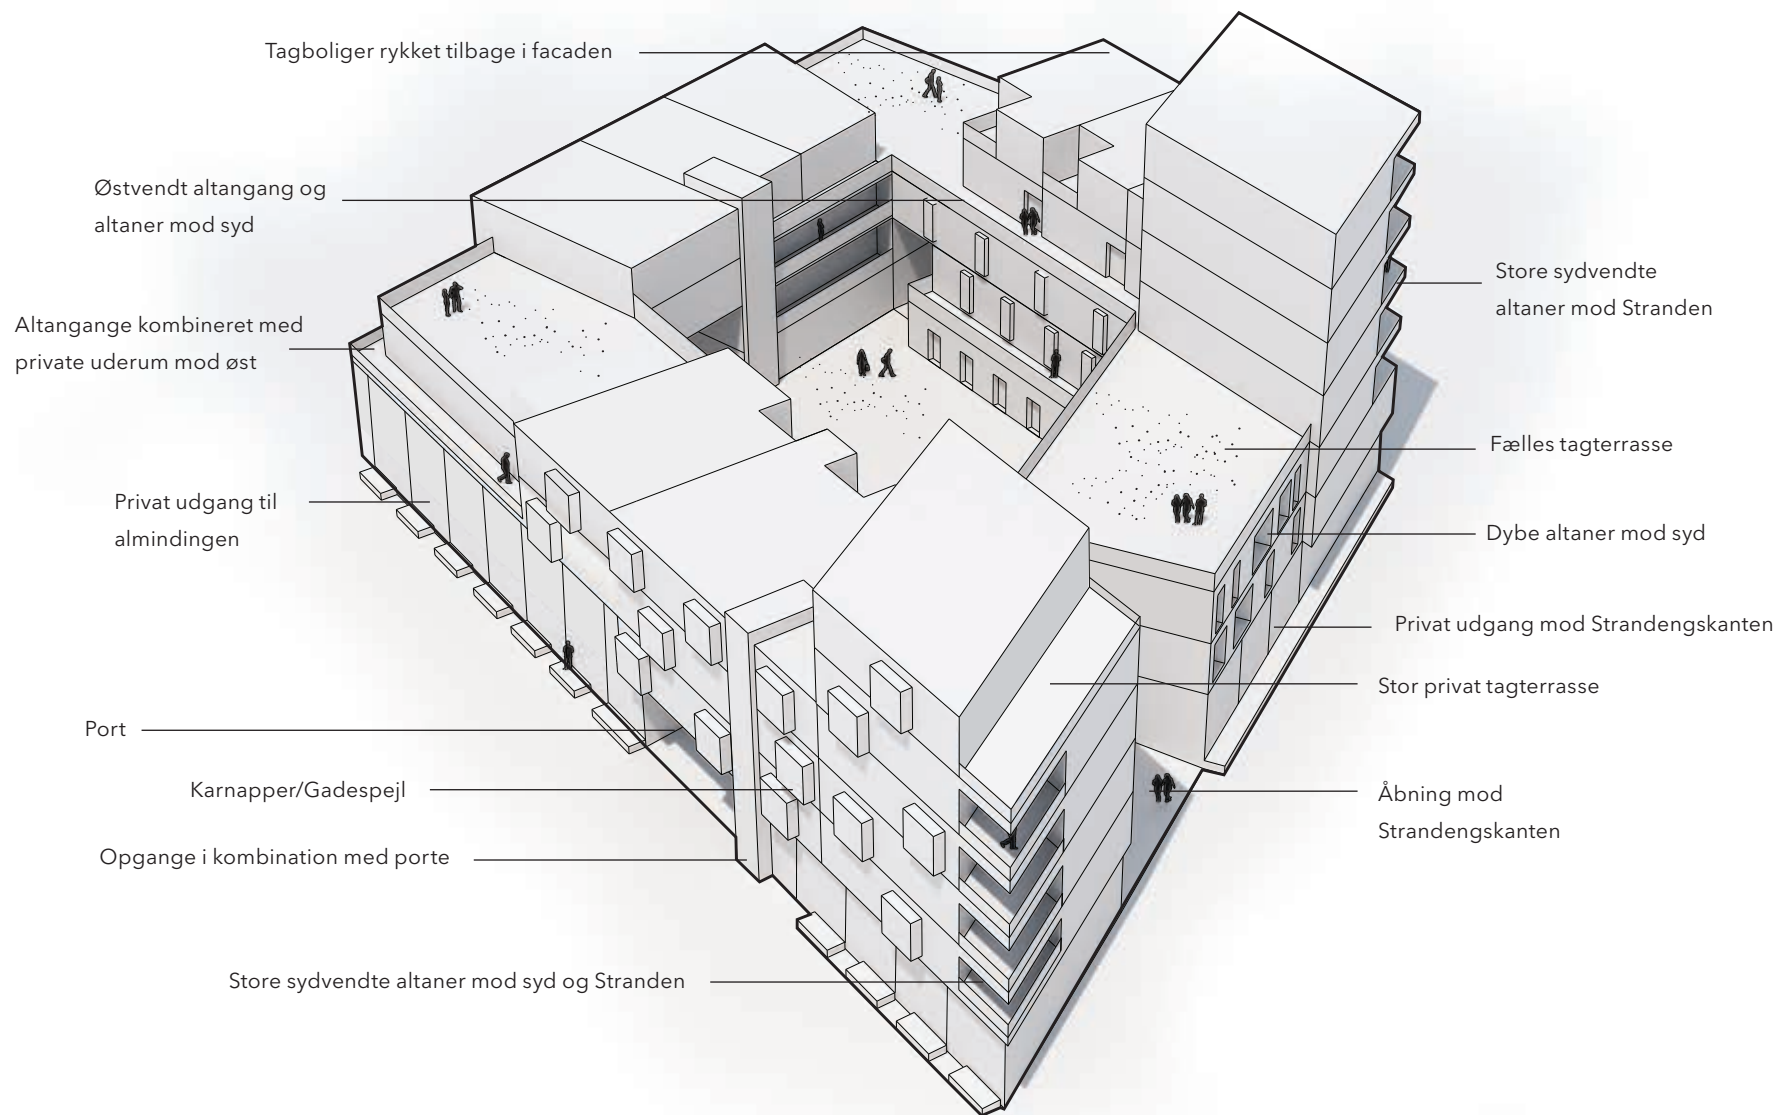 Tagboliger rykket tilbage i facaden
Østvendt altangang og
altaner mod syd
Altangange kombineret med
private uderum mod øst
Privat udgang til
almindingen
Port
Karnapper/Gadespejl
Opgange i kombination med porte
Store sydvendte altaner mod syd og Stranden
Store sydvendte
altaner mod Stranden
Fælles tagterrasse
Dybe altaner mod syd
Privat udgang mod Strandengskanten
Stor privat tagterrasse
Åbning mod
Strandengskanten